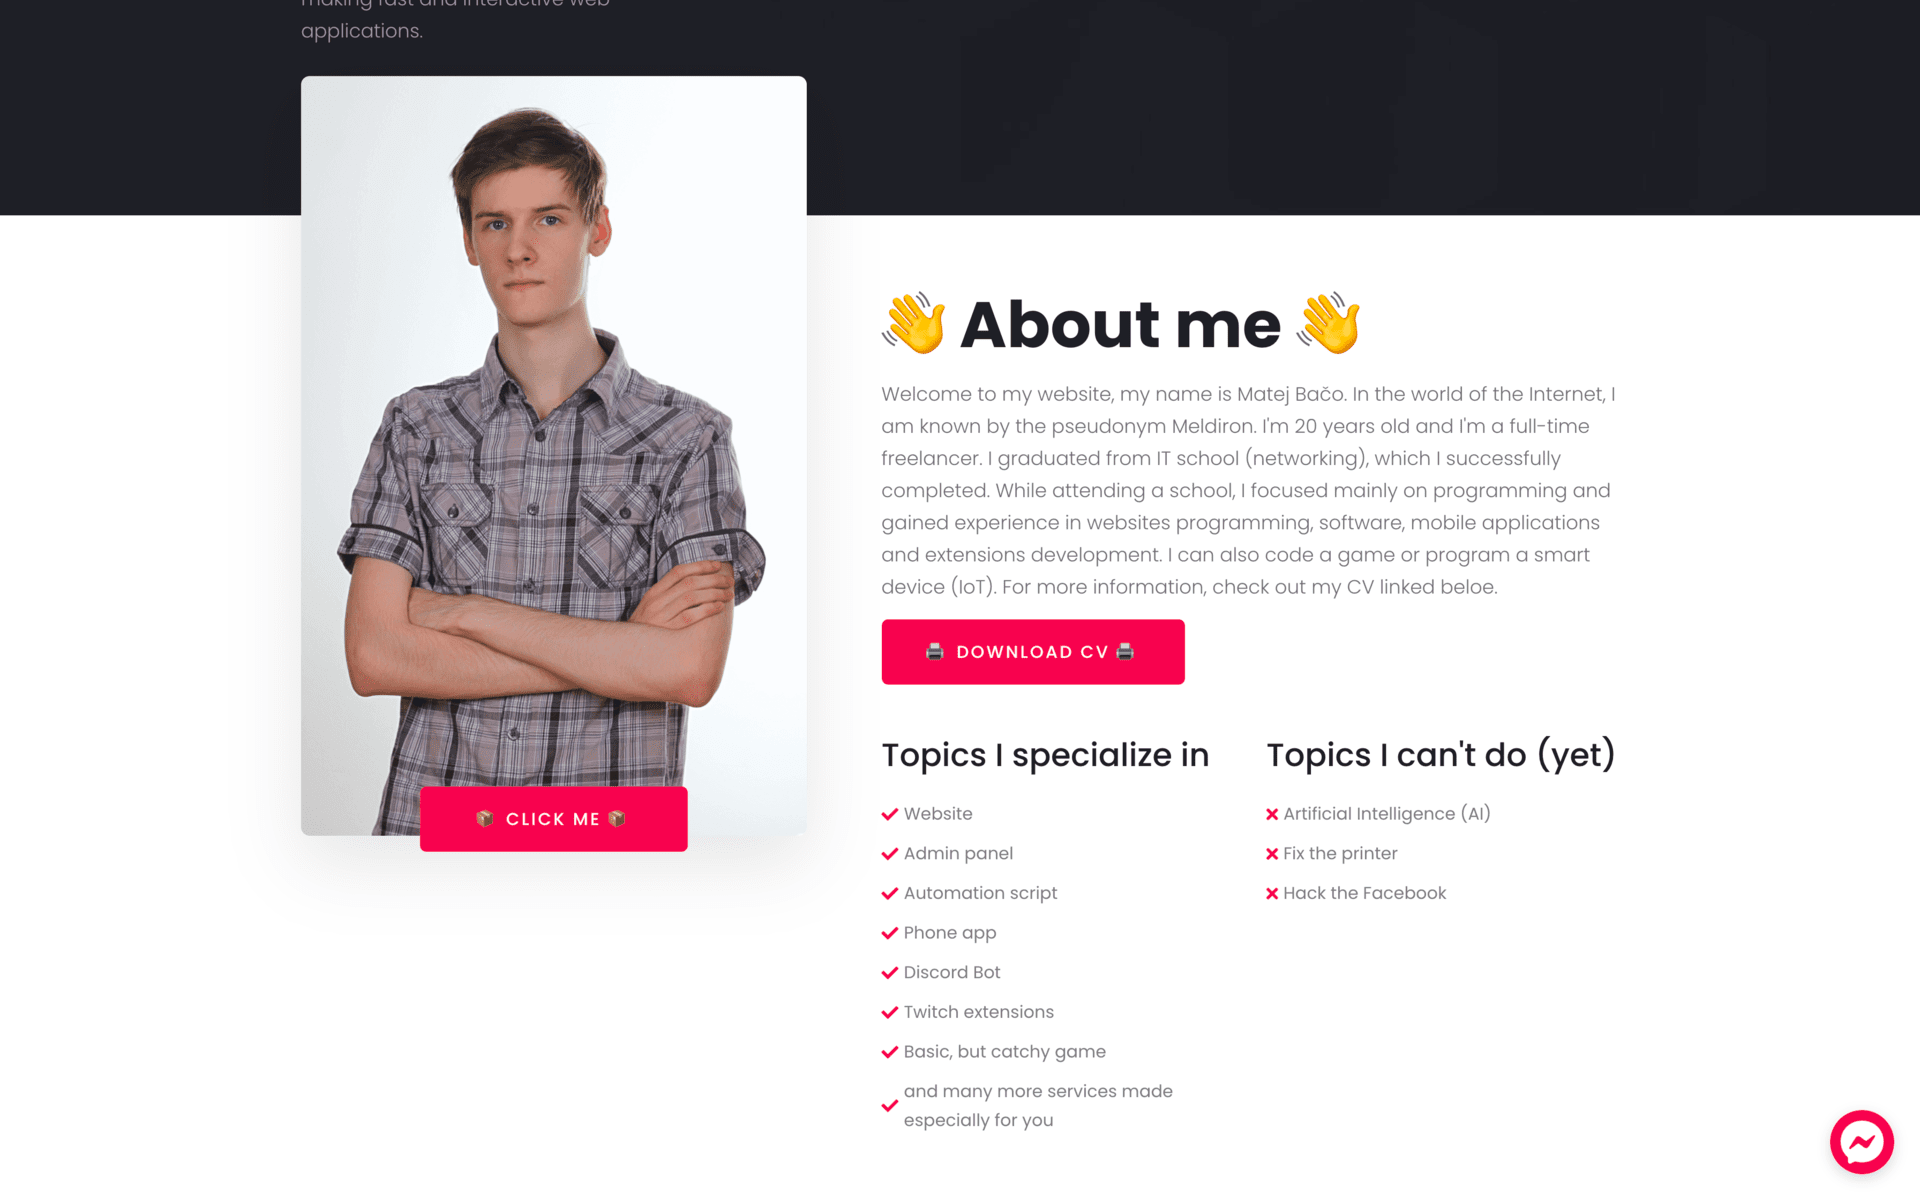 making fast and interactive web
applications.
👋 About me 👋
Welcome to my website, my name is Matej Bačo. In the world of the Internet, I
am known by the pseudonym Meldiron. I'm 20 years old and I'm a full-time
freelancer. I graduated from IT school (networking), which I successfully
completed. While attending a school, I focused mainly on programming and
gained experience in websites programming, software, mobile applications
and extensions development. I can also code a game or program a smart
device (IoT). For more information, check out my CV linked beloe.
🖨️ DOWNLOAD CV 🖨️
📦 CLICK ME 📦
Topics I specialize in
Website
Admin panel
Automation script
Phone app
Discord Bot
Twitch extensions
Basic, but catchy game
and many more services made
especially for you
Topics I can't do (yet)
Artificial Intelligence (AI)
Fix the printer
Hack the Facebook